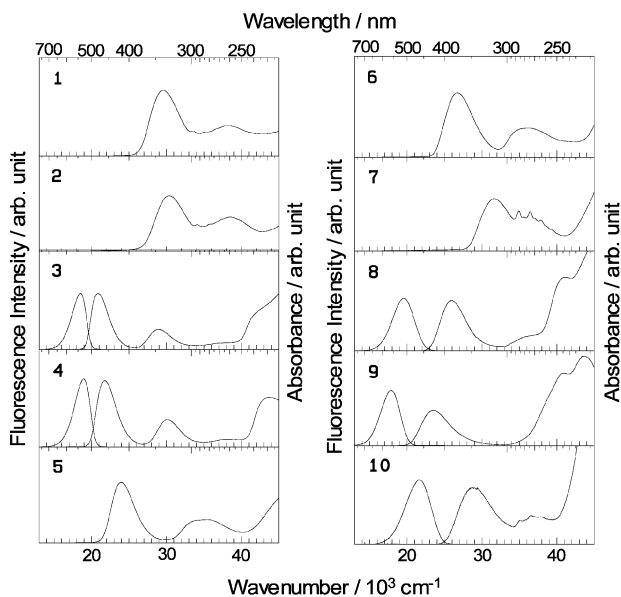 Wavelength / nm
700 500 400 300 250
700 500 400 300 250
1
2
3
4
5
6
7
8
9
10
Fluorescence Intensity / arb. unit
Absorbance / arb. unit
Fluorescence Intensity / arb. unit
Absorbance / arb. unit
20 30 40
20 30 40
Wavenumber / 10³ cm⁻¹